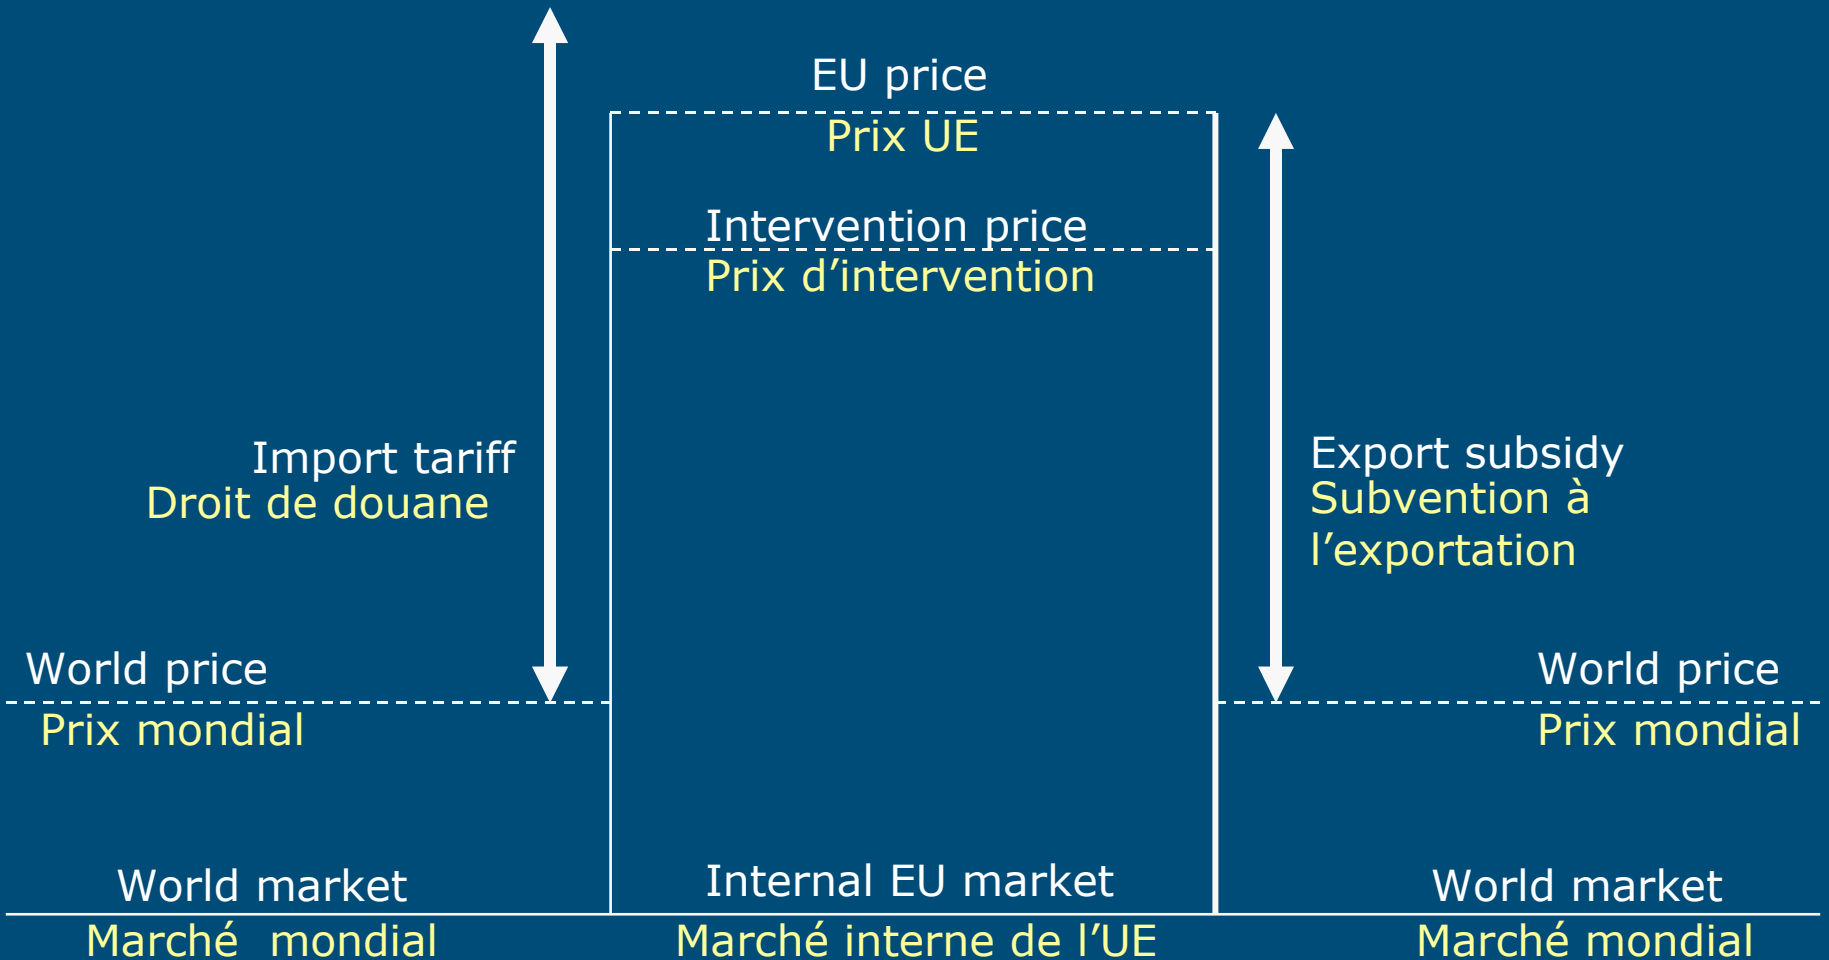 EU price
Prix UE
Intervention price
Prix d’intervention
Import tariff
Droit de douane
Export subsidy
Subvention à
l’exportation
World price
Prix mondial
World price
Prix mondial
World market
Marché  mondial
Internal EU market
Marché interne de l’UE
World market
Marché mondial